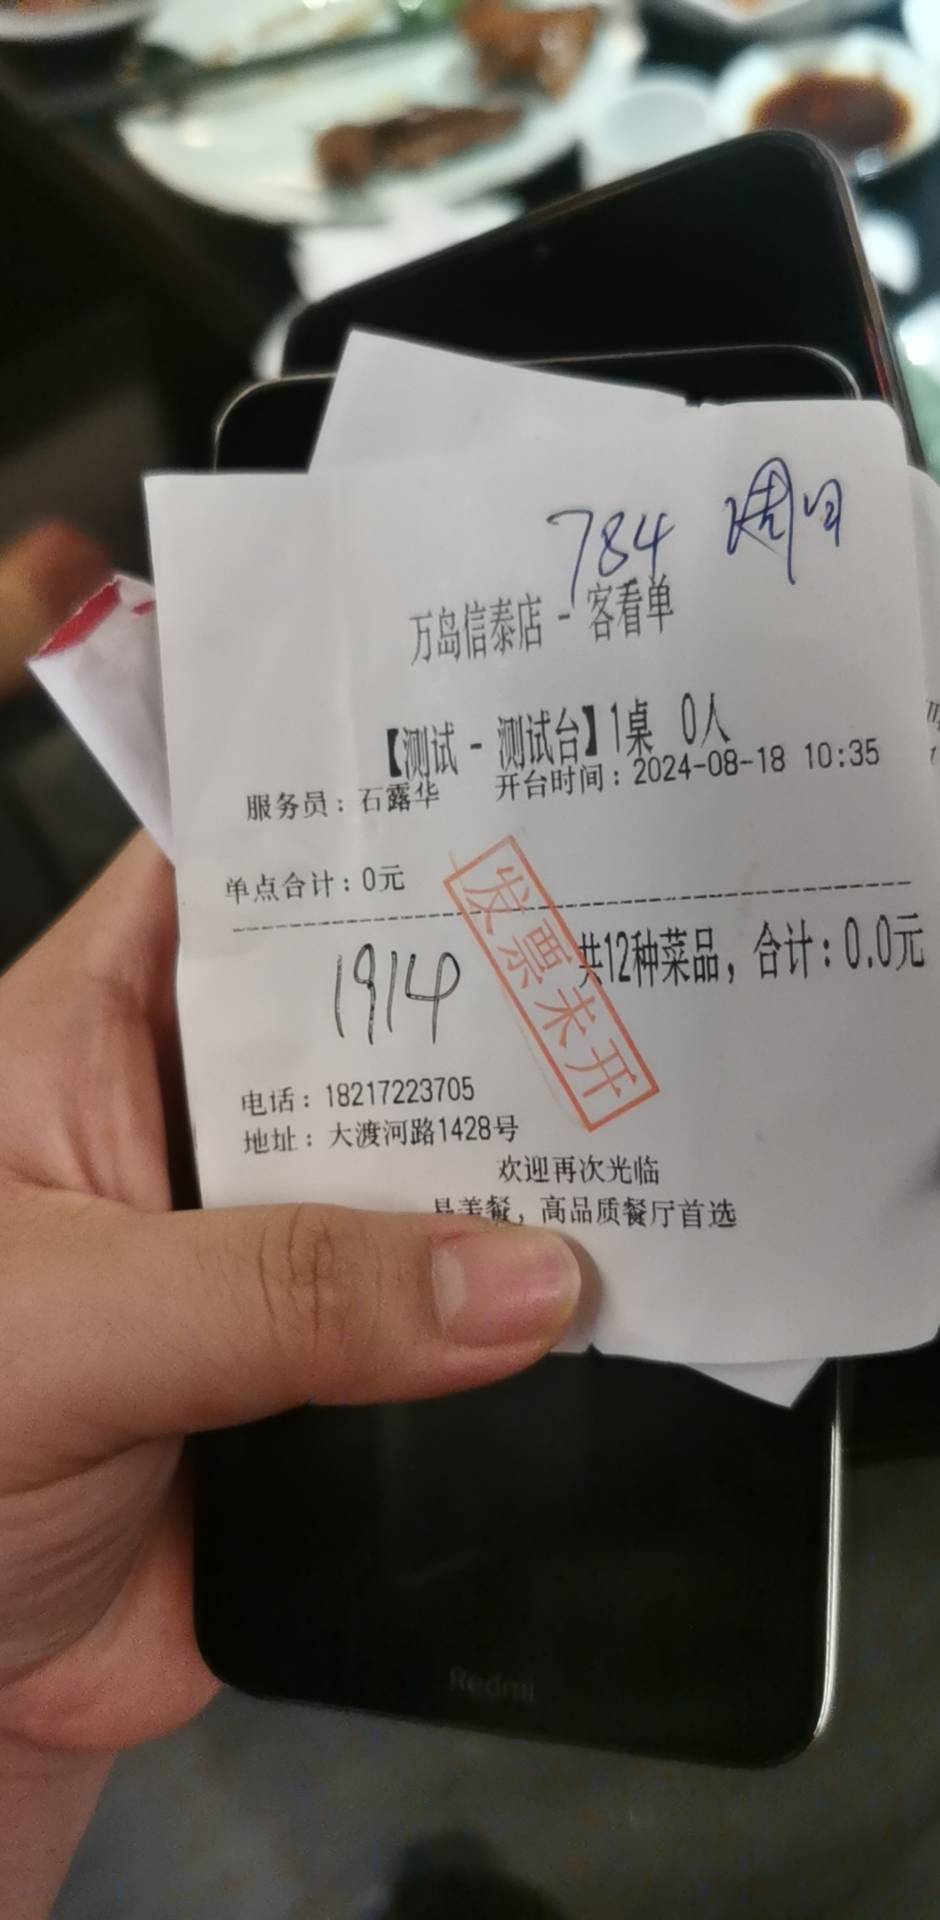 784 周日
万岛信泰店 - 客看单
【测试 - 测试台】1桌 0人
服务员：石露华 开台时间：2024-08-18 10:35
单点合计：0元
共12种菜品，合计：0.0元
发票未开
1914
电话：18217223705
地址：大渡河路1428号
欢迎再次光临
易美餐，高品质餐厅首选
Redmi